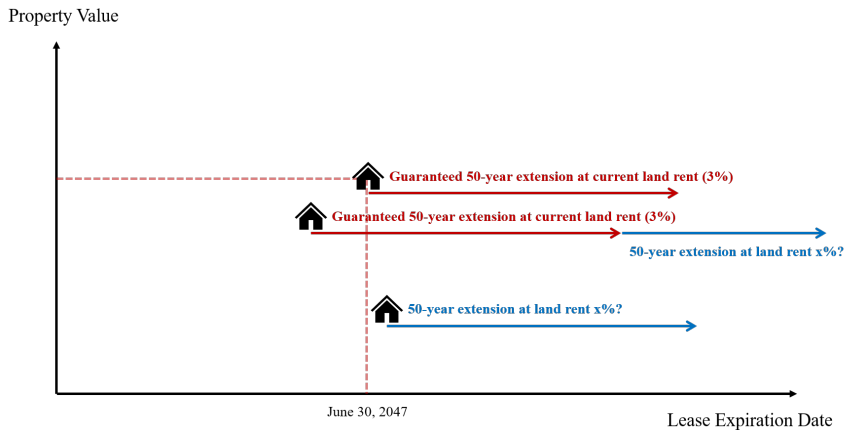 Property Value
Guaranteed 50-year extension at current land rent (3%)
Guaranteed 50-year extension at current land rent (3%)
50-year extension at land rent x%?
50-year extension at land rent x%?
June 30, 2047
Lease Expiration Date